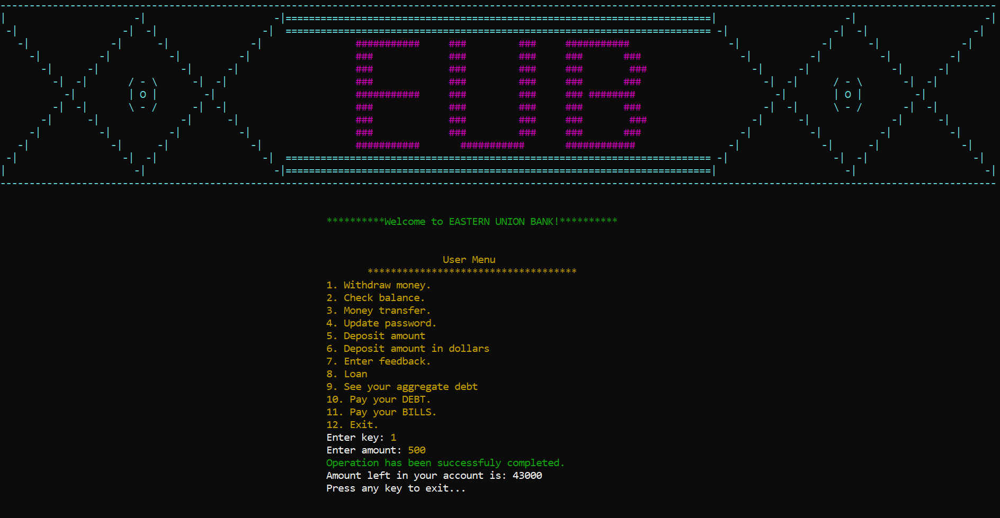 EUB
**********Welcome to EASTERN UNION BANK!**********
User Menu
************************************
1. Withdraw money.
2. Check balance.
3. Money transfer.
4. Update password.
5. Deposit amount
6. Deposit amount in dollars
7. Enter feedback.
8. Loan
9. See your aggregate debt
10. Pay your DEBT.
11. Pay your BILLS.
12. Exit.
Enter key: 1
Enter amount: 500
Operation has been successfuly completed.
Amount left in your account is: 43000
Press any key to exit...